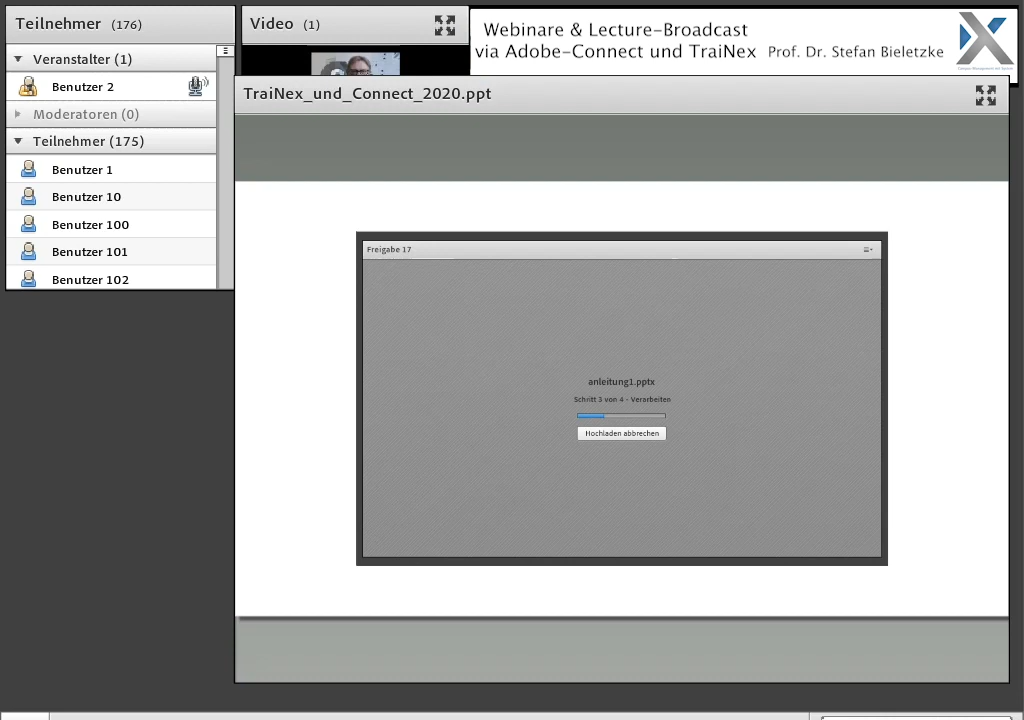 Teilnehmer (176)
Veranstalter (1)
Benutzer 2
Moderatoren (0)
Teilnehmer (175)
Benutzer 1
Benutzer 10
Benutzer 100
Benutzer 101
Benutzer 102
Video (1)
Webinare & Lecture-Broadcast
via Adobe-Connect und TraiNex Prof. Dr. Stefan Bieletzke
TraiNex_und_Connect_2020.ppt
Freigabe 17
anleitung1.pptx
Schritt 3 von 4 - Verarbeiten
Hochladen abbrechen